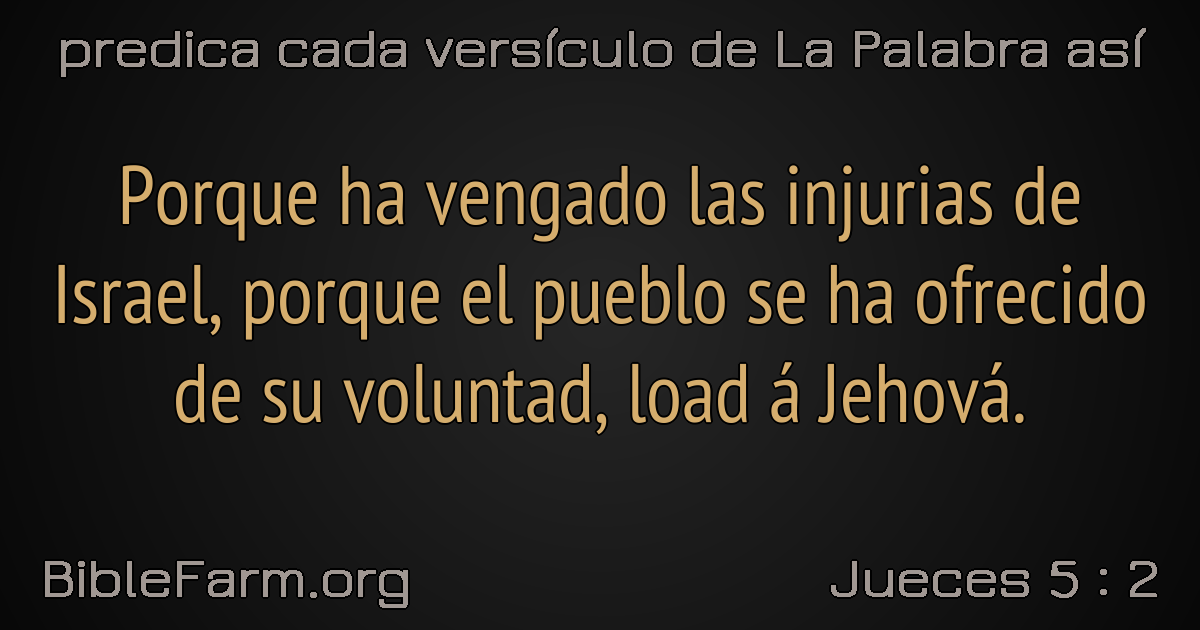 predica cada versículo de La Palabra así
Porque ha vengado las injurias de
Israel, porque el pueblo se ha ofrecido
de su voluntad, load á Jehová.
BibleFarm.org
Jueces 5 : 2